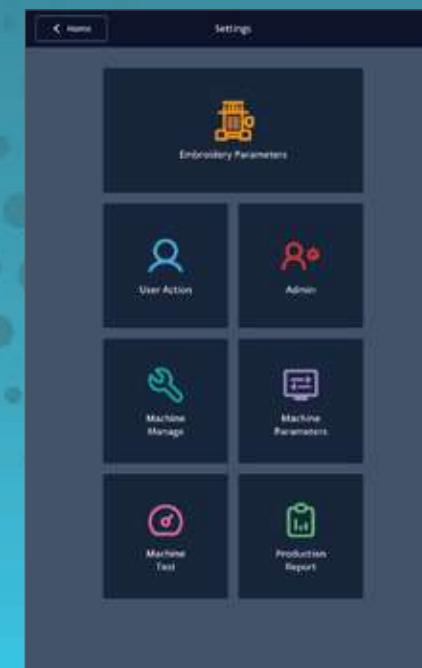 Home
Settings
Embroidery Parameters
User Action
Admin
Machine
Manage
Machine
Parameters
Machine
Test
Production
Report